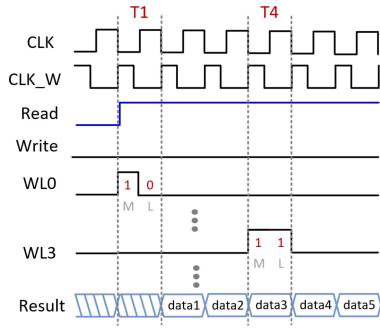 T1 T4
CLK
CLK_W
Read
Write
WL0 1 0
M L
WL3 1 1
M L
Result data1 data2 data3 data4 data5